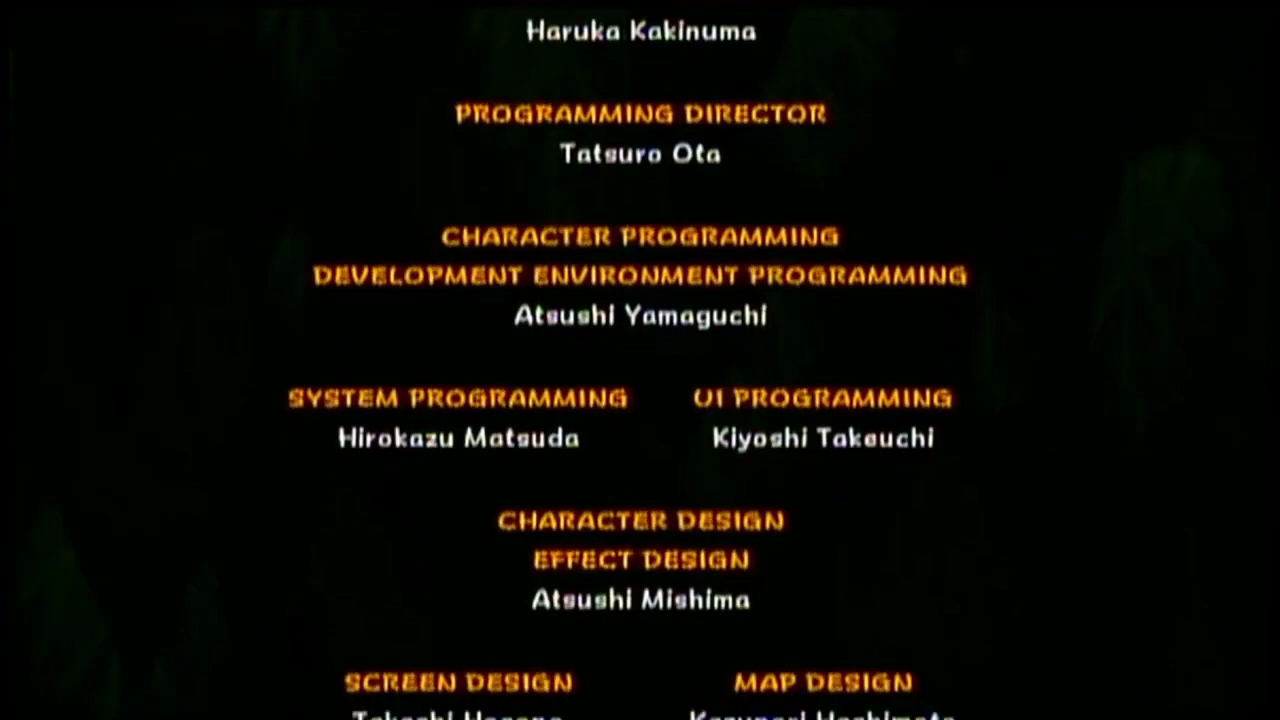 Haruka Kakinuma
PROGRAMMING DIRECTOR
Tatsuro Ota
CHARACTER PROGRAMMING
DEVELOPMENT ENVIRONMENT PROGRAMMING
Atsushi Yamaguchi
SYSTEM PROGRAMMING UI PROGRAMMING
Hirokazu Matsuda Kiyoshi Takeuchi
CHARACTER DESIGN
EFFECT DESIGN
Atsushi Mishima
SCREEN DESIGN MAP DESIGN